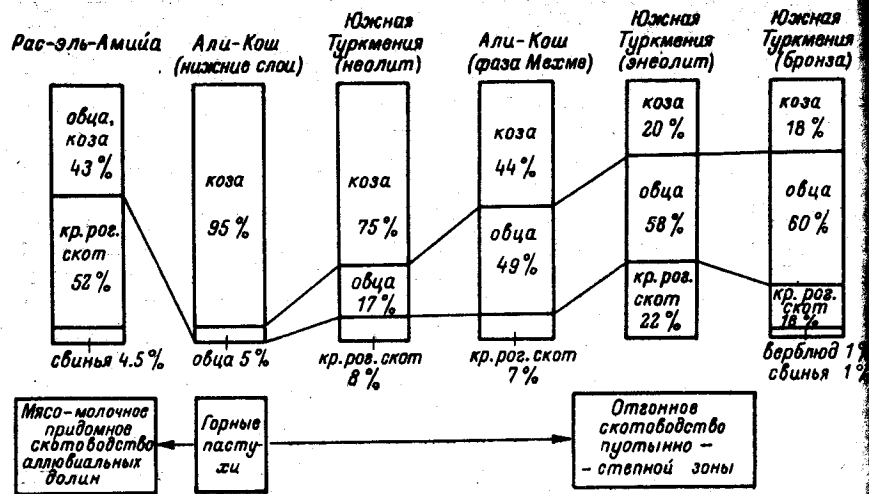 Рас-эль-Амийа
Али-Кош
(нижние слои)
Южная
Туркмения
(неолит)
Али-Кош
(фаза Мехме)
Южная
Туркмения
(энеолит)
Южная
Туркмения
(бронза)
овца,
коза
43%
кр. рог.
скот
52%
свинья 4.5%
коза
95%
овца 5%
коза
75%
овца
17%
кр. рог. скот
8%
коза
44%
овца
49%
кр. рог. скот
7%
коза
20%
овца
58%
кр. рог.
скот
22%
коза
18%
овца
60%
кр. рог.
скот
18%
верблюд 1%
свинья 1%
Мясо-молочное
придомное
скотоводство
аллювиальных
долин
Горные
пасту-
хи
Отгонное
скотоводство
пуотынно -
- степной зоны